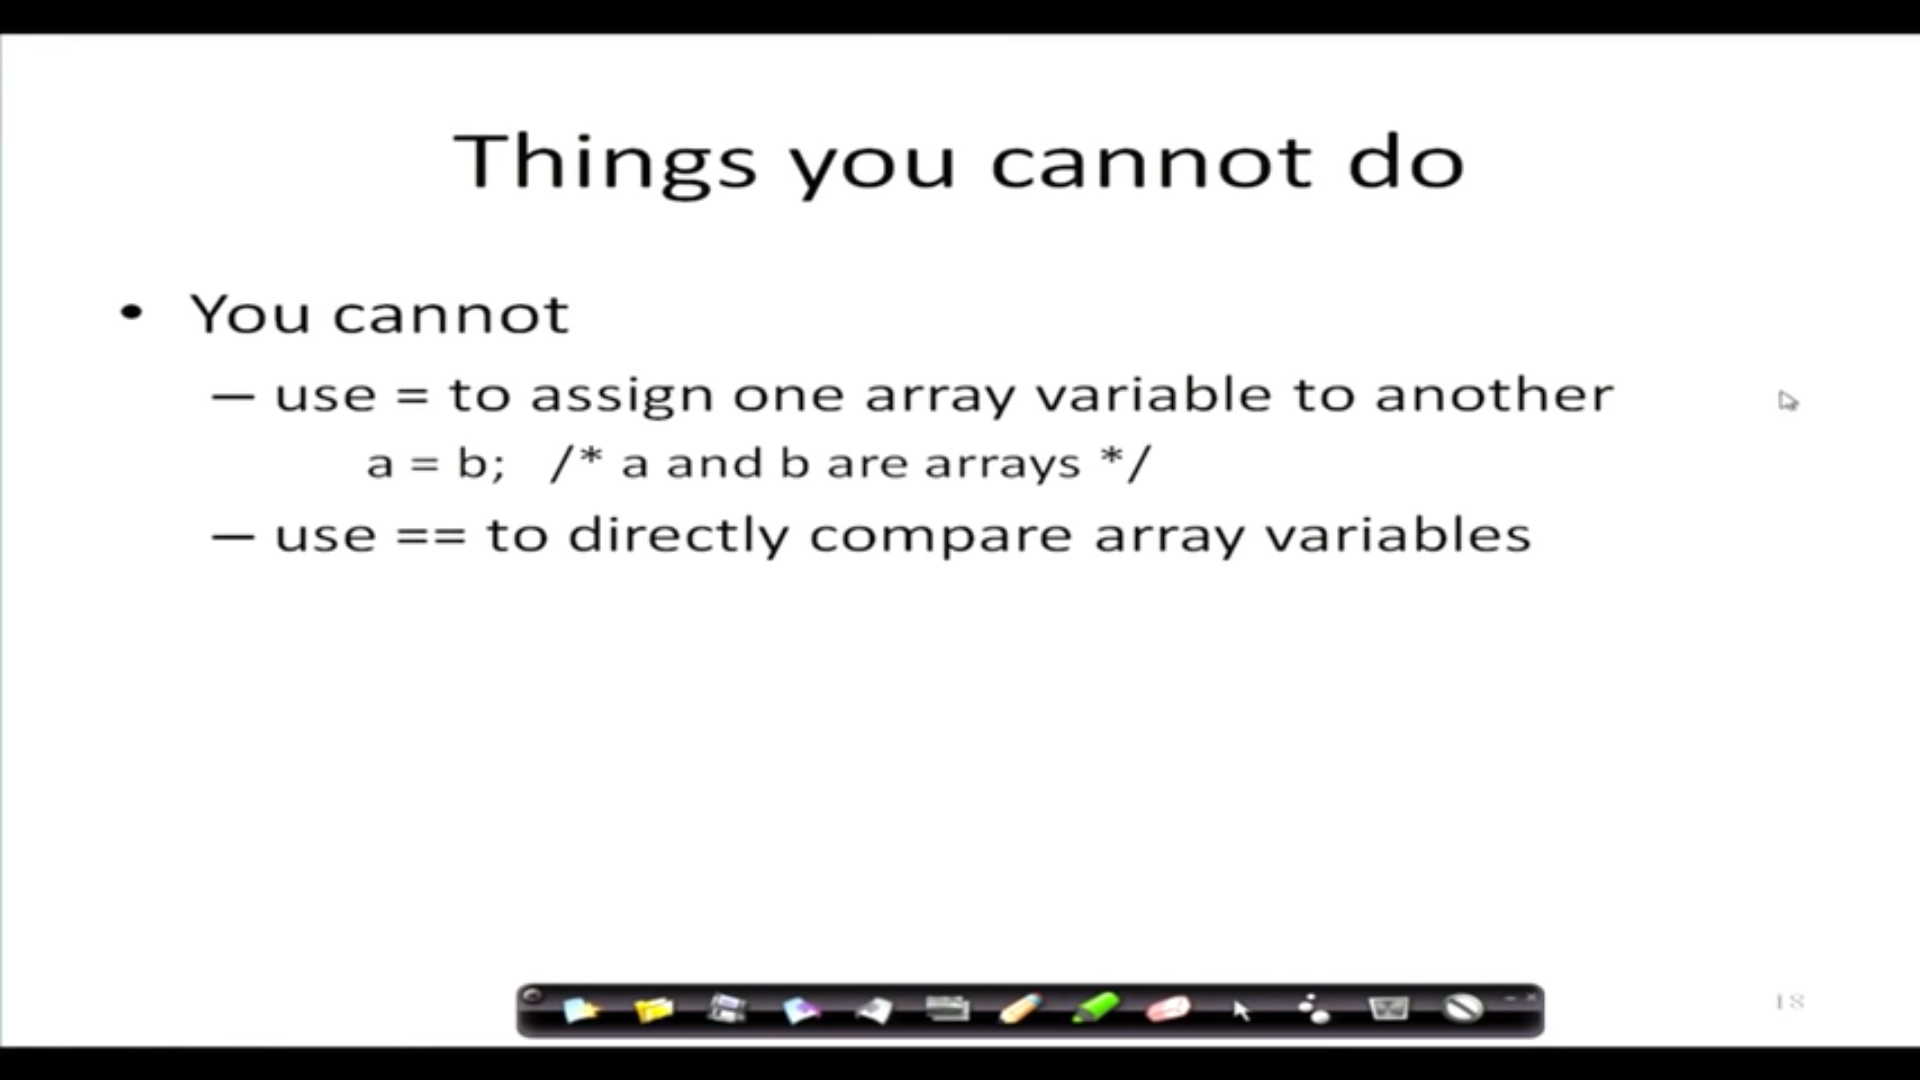 Things you cannot do
• You cannot
– use = to assign one array variable to another
a = b; /* a and b are arrays */
– use == to directly compare array variables
18